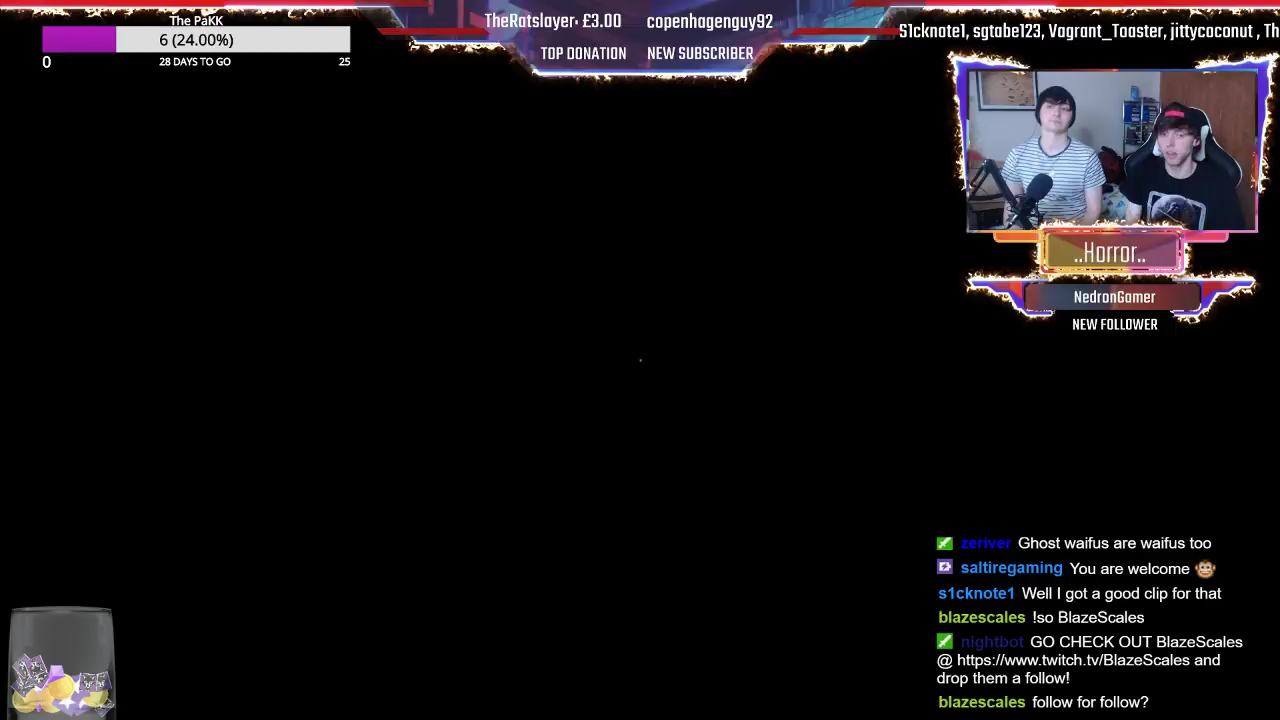 The PaKK
6 (24.00%)
0 28 DAYS TO GO 25
TheRatslayer: £3.00 copenhagenguy92
TOP DONATION NEW SUBSCRIBER
S1cknote1, sgtabe123, Vagrant_Toaster, jittycoconut , Th
..Horror..
NedronGamer
NEW FOLLOWER
zeriver Ghost waifus are waifus too
saltiregaming You are welcome
s1cknote1 Well I got a good clip for that
blazescales !so BlazeScales
nightbot GO CHECK OUT BlazeScales
@ https://www.twitch.tv/BlazeScales and
drop them a follow!
blazescales follow for follow?